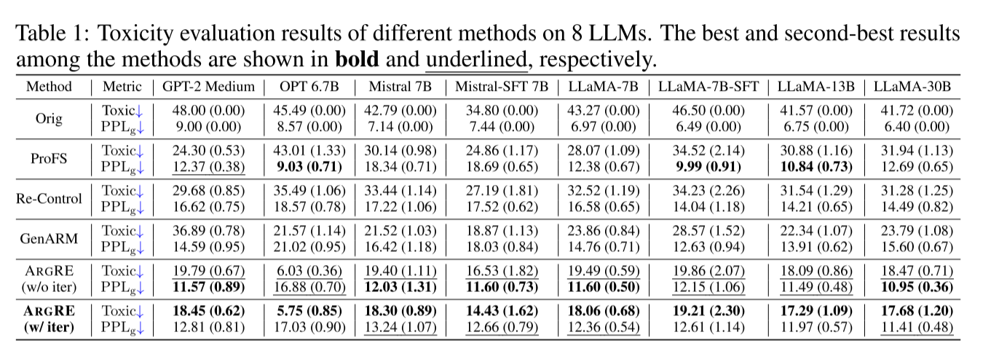 Table 1: Toxicity evaluation results of different methods on 8 LLMs. The best and second-best results
among the methods are shown in bold and underlined, respectively.
Method Metric GPT-2 Medium OPT 6.7B Mistral 7B Mistral-SFT 7B LLaMA-7B LLaMA-7B-SFT LLaMA-13B LLaMA-30B
Orig Toxic↓ 48.00 (0.00) 45.49 (0.00) 42.79 (0.00) 34.80 (0.00) 43.27 (0.00) 46.50 (0.00) 41.57 (0.00) 41.72 (0.00)
PPLg↓ 9.00 (0.00) 8.57 (0.00) 7.14 (0.00) 7.44 (0.00) 6.97 (0.00) 6.49 (0.00) 6.75 (0.00) 6.40 (0.00)
ProFS Toxic↓ 24.30 (0.53) 43.01 (1.33) 30.14 (0.98) 24.86 (1.17) 28.07 (1.09) 34.52 (2.14) 30.88 (1.16) 31.94 (1.13)
PPLg↓ 12.37 (0.38) 9.03 (0.71) 18.34 (0.71) 18.69 (0.65) 12.38 (0.67) 9.99 (0.91) 10.84 (0.73) 12.69 (0.65)
Re-Control Toxic↓ 29.68 (0.85) 35.49 (1.06) 33.44 (1.14) 27.19 (1.81) 32.52 (1.19) 34.23 (2.26) 31.54 (1.29) 31.28 (1.25)
PPLg↓ 16.62 (0.75) 18.57 (0.78) 17.22 (1.06) 17.52 (0.62) 16.58 (0.65) 14.04 (1.18) 14.21 (0.65) 14.49 (0.82)
GenARM Toxic↓ 36.89 (0.78) 21.57 (1.14) 21.52 (1.03) 18.87 (1.13) 23.86 (0.84) 28.57 (1.52) 22.34 (1.07) 23.79 (1.08)
PPLg↓ 14.59 (0.95) 21.02 (0.95) 16.42 (1.18) 18.03 (0.84) 14.76 (0.71) 12.63 (0.94) 13.91 (0.62) 15.60 (0.67)
ARGRE Toxic↓ 19.79 (0.67) 6.03 (0.36) 19.40 (1.11) 16.53 (1.82) 19.49 (0.59) 19.86 (2.07) 18.09 (0.86) 18.47 (0.71)
(w/o iter) PPLg↓ 11.57 (0.89) 16.88 (0.70) 12.03 (1.31) 11.60 (0.73) 11.60 (0.50) 12.15 (1.06) 11.49 (0.48) 10.95 (0.36)
ARGRE Toxic↓ 18.45 (0.62) 5.75 (0.85) 18.30 (0.89) 14.43 (1.62) 18.06 (0.68) 19.21 (2.30) 17.29 (1.09) 17.68 (1.20)
(w/ iter) PPLg↓ 12.81 (0.81) 17.03 (0.90) 13.24 (1.07) 12.66 (0.79) 12.36 (0.54) 12.61 (1.14) 11.97 (0.57) 11.41 (0.48)